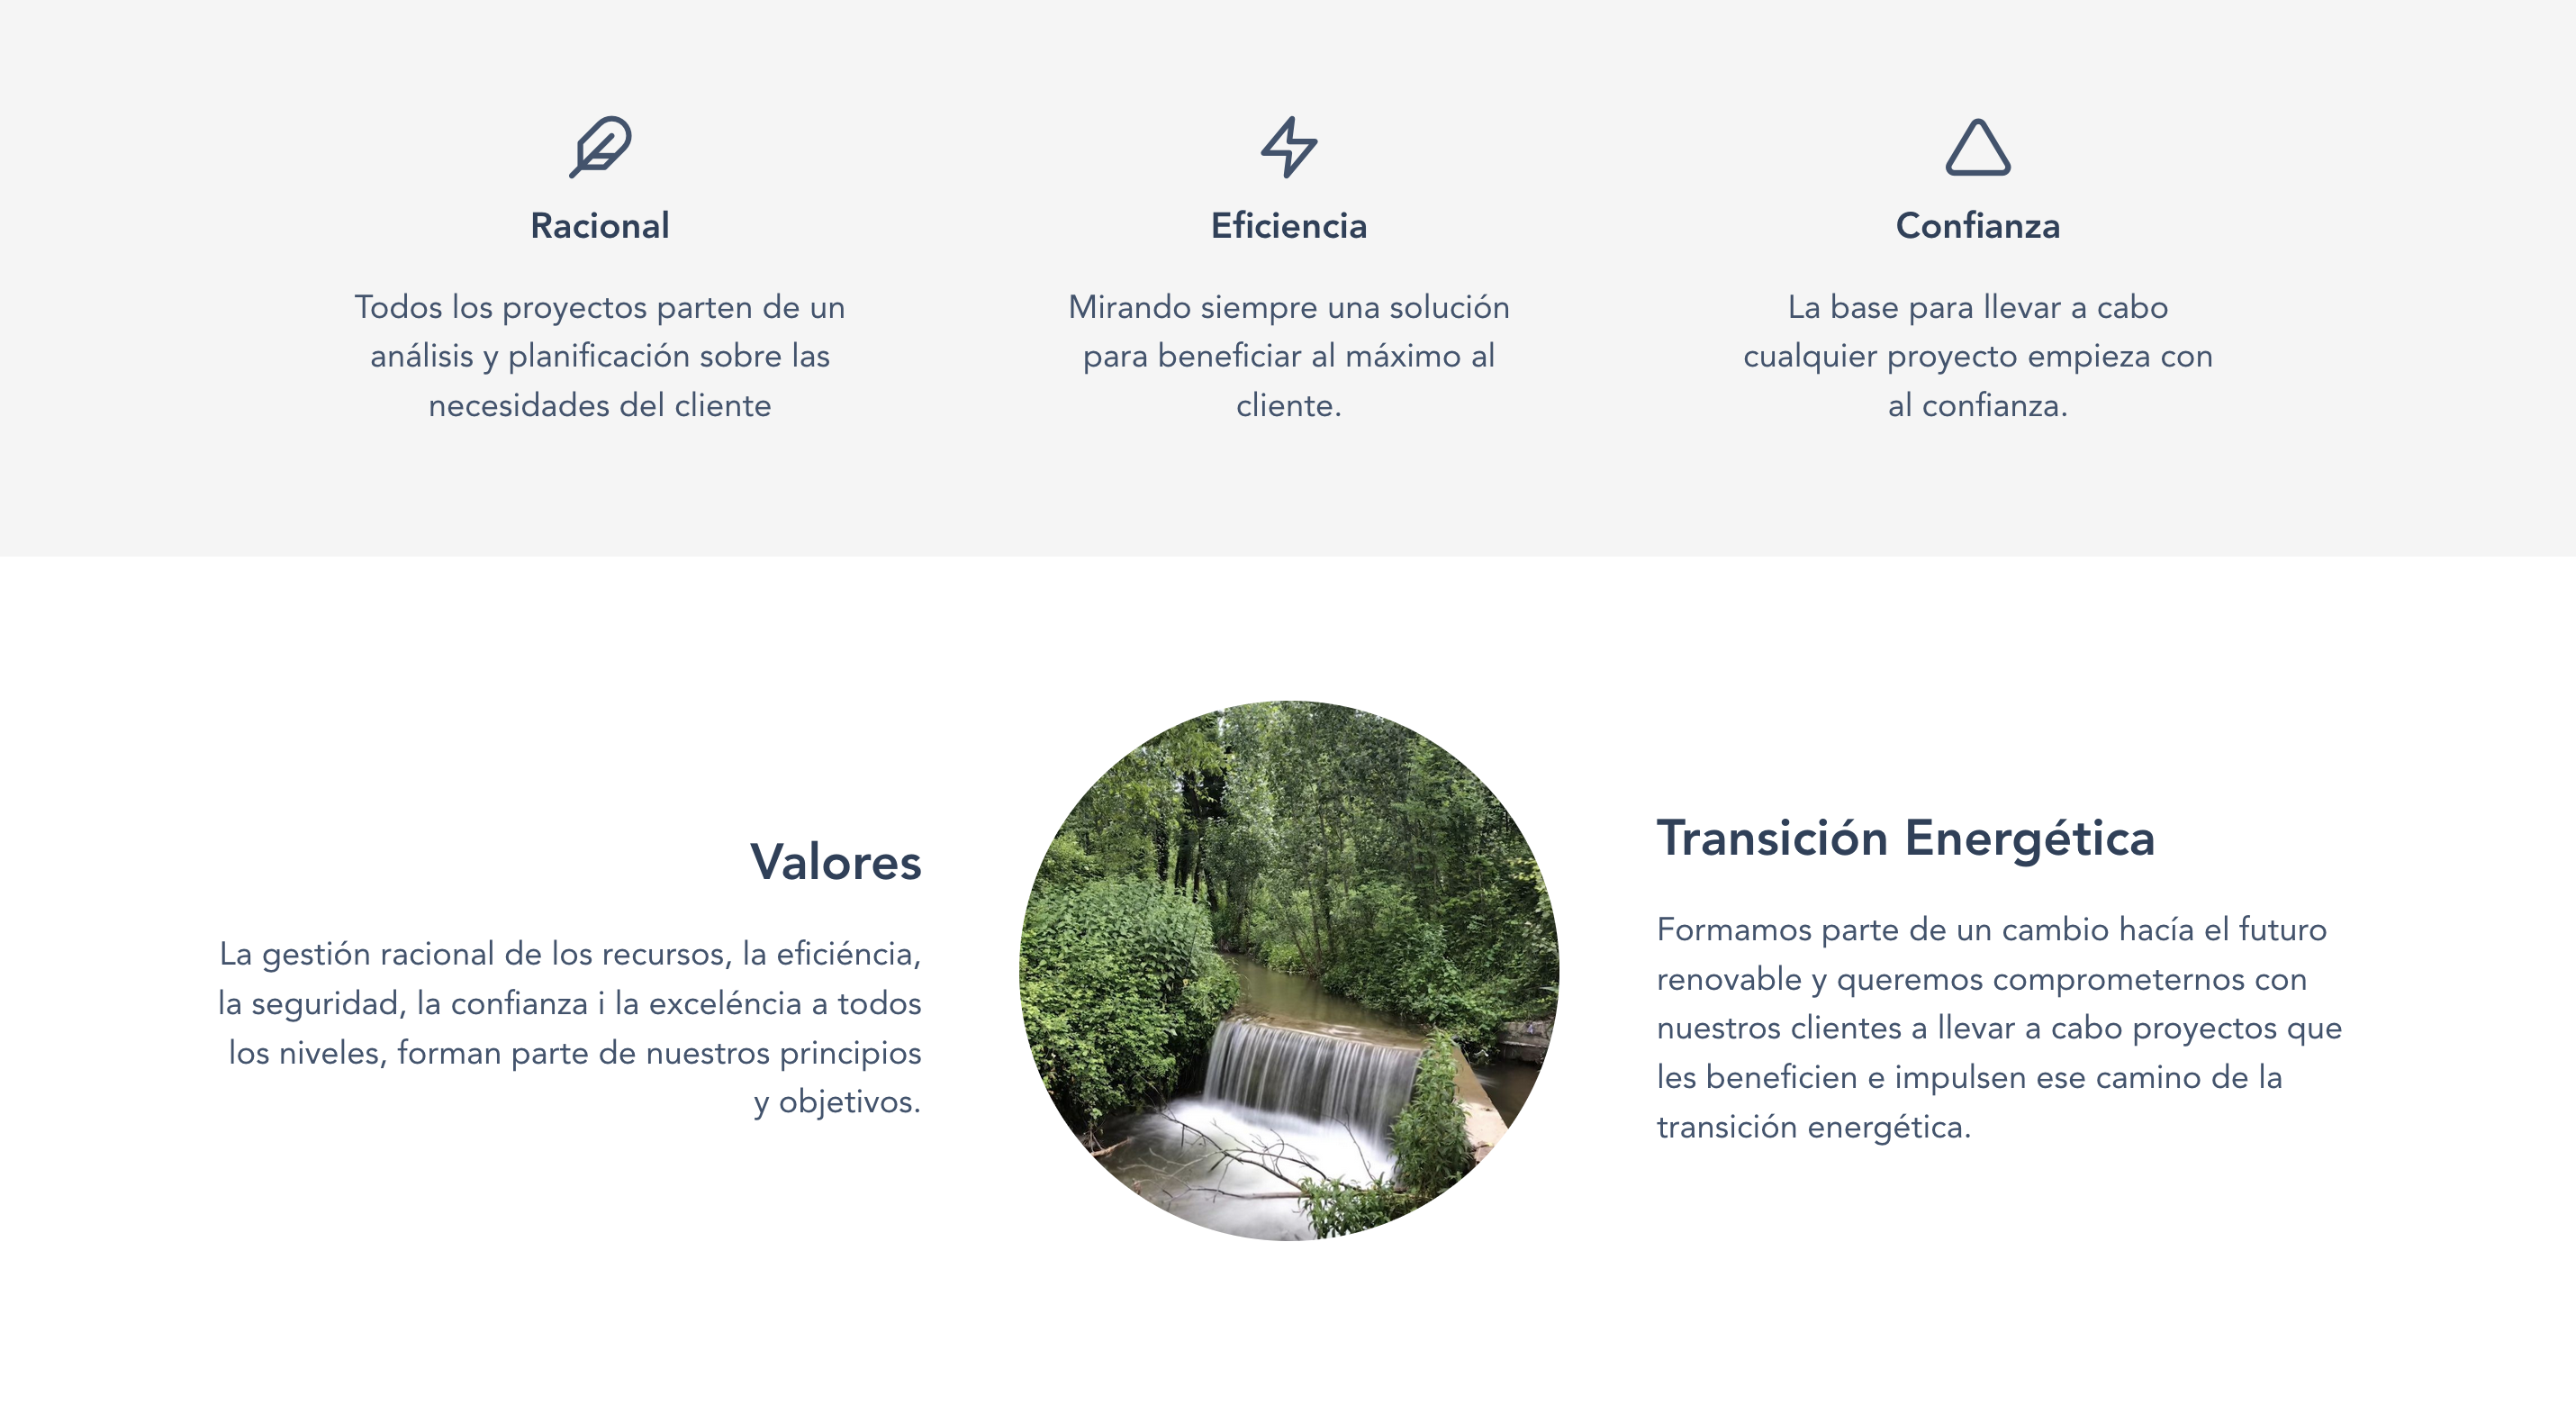 Racional
Todos los proyectos parten de un
análisis y planificación sobre las
necesidades del cliente
Eficiencia
Mirando siempre una solución
para beneficiar al máximo al
cliente.
Confianza
La base para llevar a cabo
cualquier proyecto empieza con
al confianza.
Valores
La gestión racional de los recursos, la eficiéncia,
la seguridad, la confianza i la exceléncia a todos
los niveles, forman parte de nuestros principios
y objetivos.
Transición Energética
Formamos parte de un cambio hacía el futuro
renovable y queremos comprometernos con
nuestros clientes a llevar a cabo proyectos que
les beneficien e impulsen ese camino de la
transición energética.